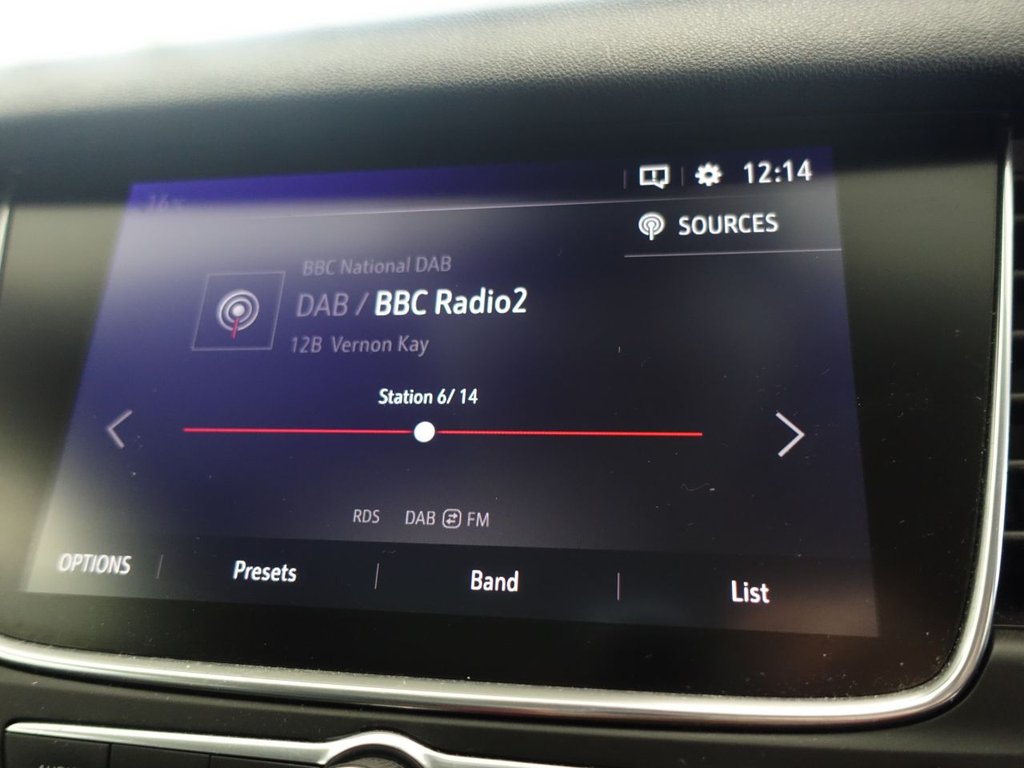 12:14
SOURCES
BBC National DAB
DAB / BBC Radio2
12B Vernon Kay
Station 6/14
RDS DAB FM
OPTIONS Presets Band List